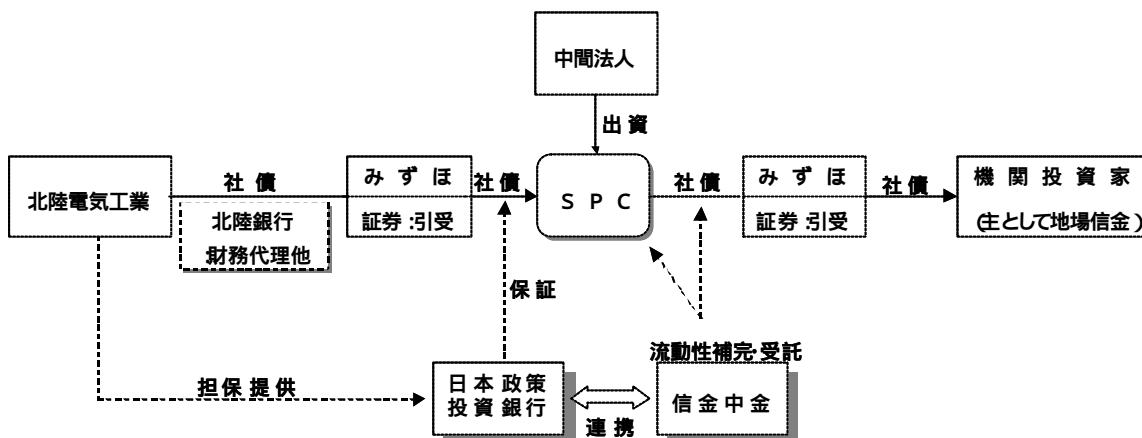 中間法人
出資
北陸電気工業
社債
北陸銀行
:財務代理他
みずほ
証券:引受
社債
SPC
社債
みずほ
証券:引受
社債
機関投資家
(主として地場信金)
保証
流動性補完・受託
担保提供
日本政策
投資銀行
連携
信金中金